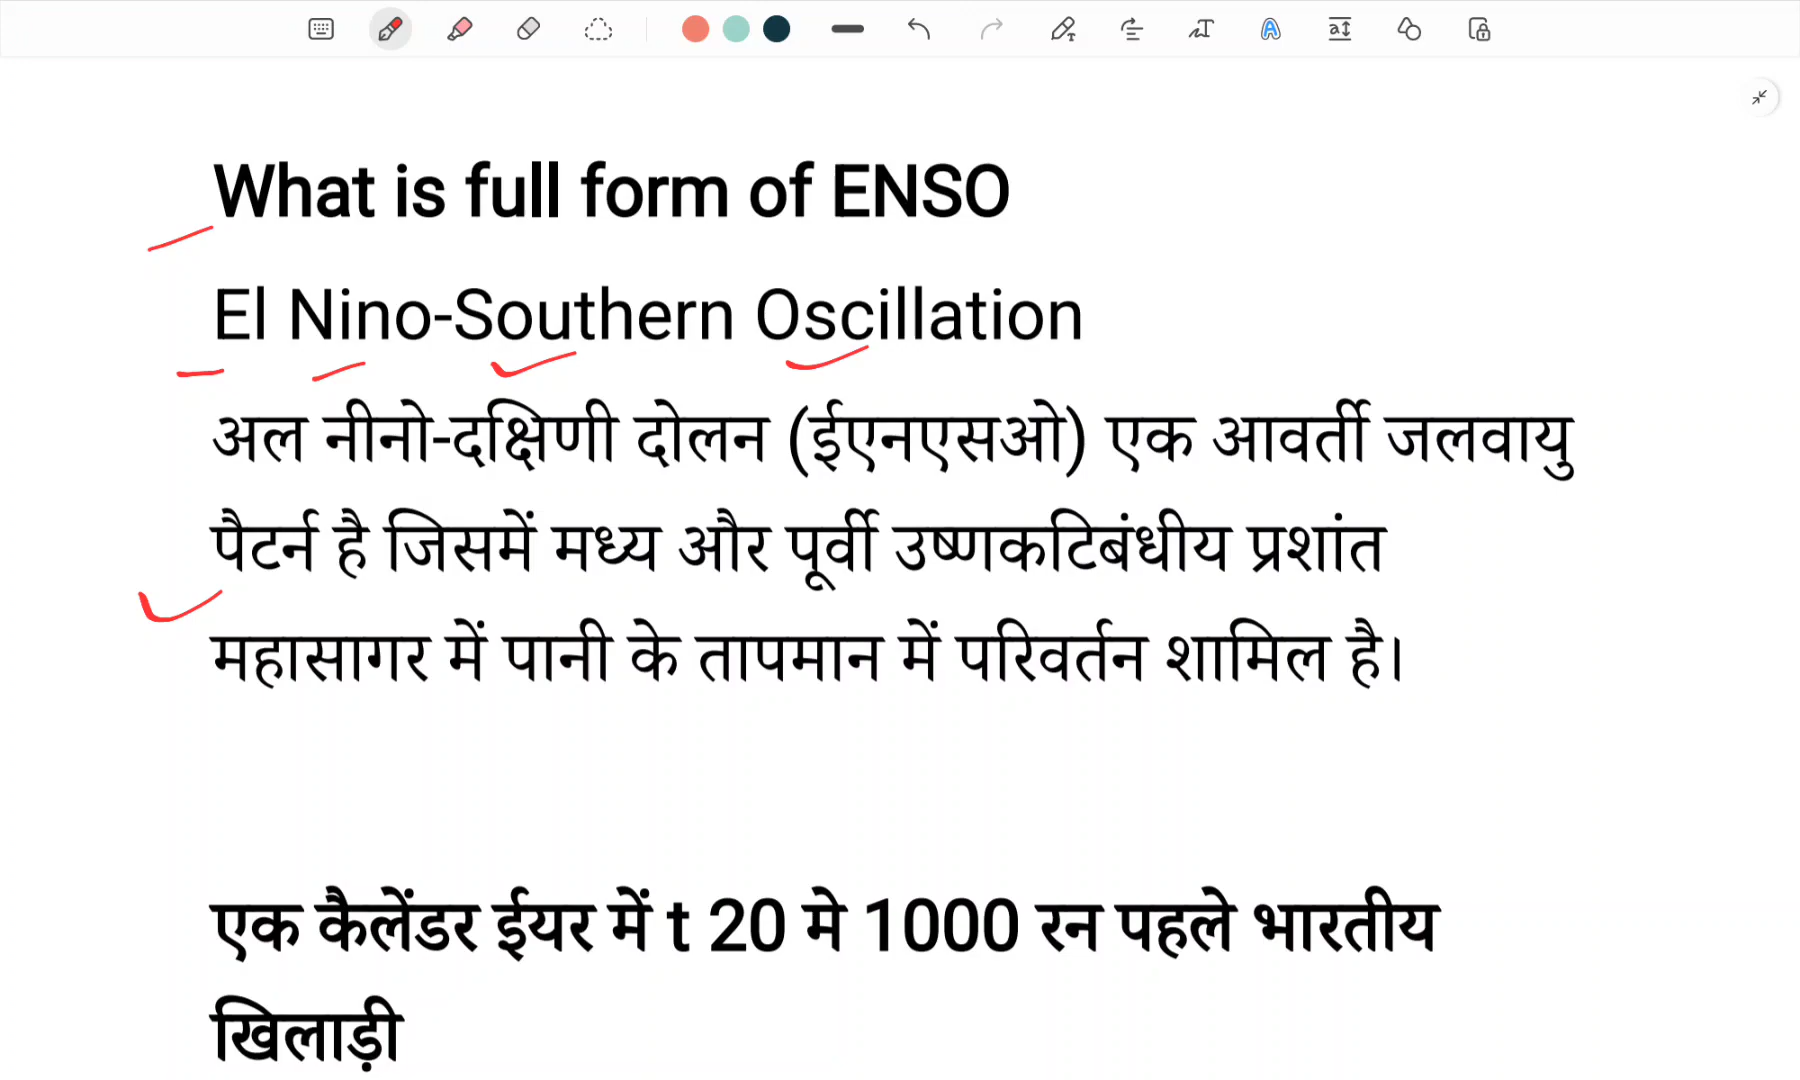 What is full form of ENSO
El Nino-Southern Oscillation
अल नीनो-दक्षिणी दोलन (ईएनएसओ) एक आवर्ती जलवायु
पैटर्न है जिसमें मध्य और पूर्वी उष्णकटिबंधीय प्रशांत
महासागर में पानी के तापमान में परिवर्तन शामिल है।
एक कैलेंडर ईयर में t 20 मे 1000 रन पहले भारतीय
खिलाड़ी